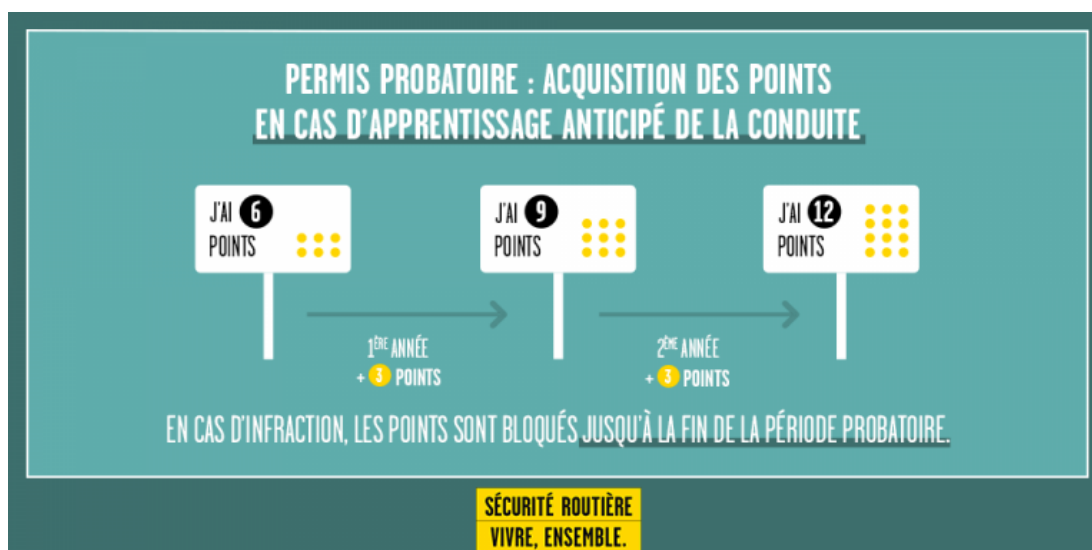 PERMIS PROBATOIRE : ACQUISITION DES POINTS
EN CAS D'APPRENTISSAGE ANTICIPÉ DE LA CONDUITE
J'AI 6
POINTS
J'AI 9
POINTS
J'AI 12
POINTS
1ÈRE ANNÉE
+ 3 POINTS
2ÈME ANNÉE
+ 3 POINTS
EN CAS D'INFRACTION, LES POINTS SONT BLOQUÉS JUSQU'À LA FIN DE LA PÉRIODE PROBATOIRE.
SÉCURITÉ ROUTIÈRE
VIVRE, ENSEMBLE.